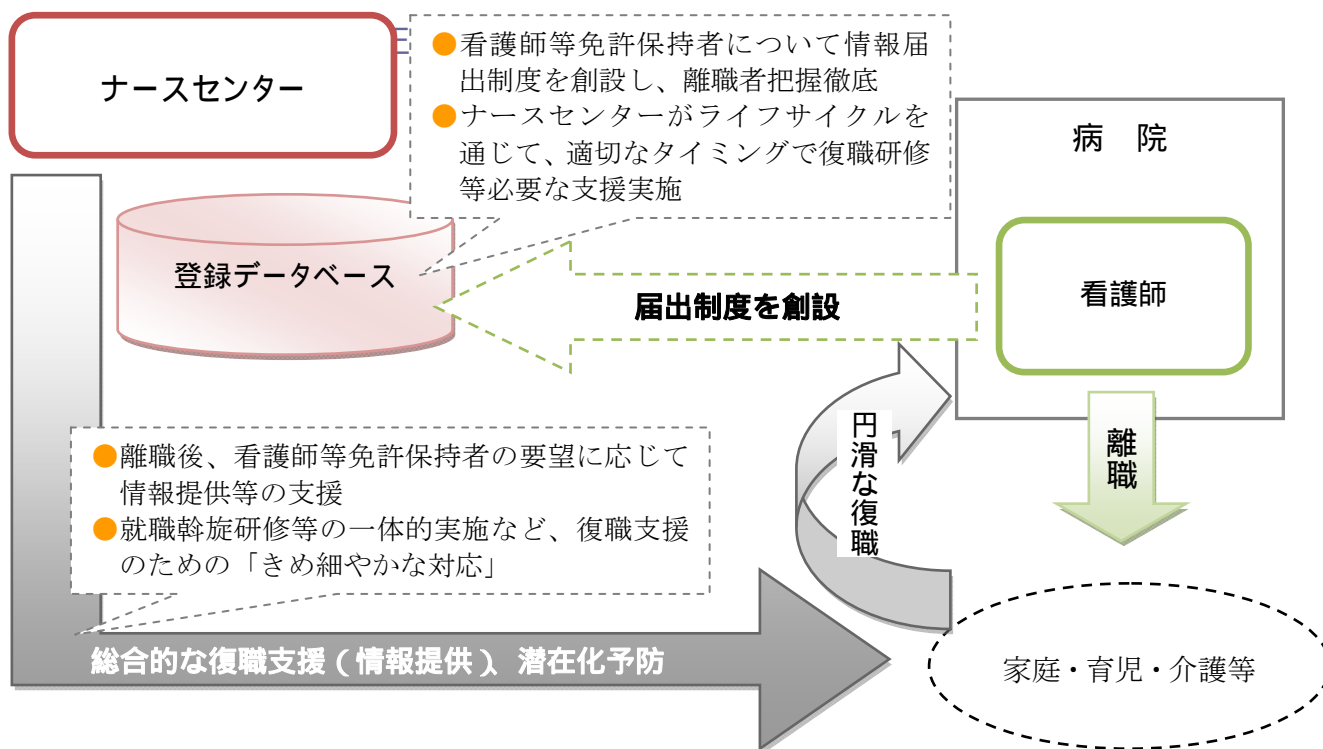 ナースセンター
●看護師等免許保持者について情報届
出制度を創設し、離職者把握徹底
●ナースセンターがライフサイクルを
通じて、適切なタイミングで復職研修
等必要な支援実施
病　院
看護師
登録データベース
届出制度を創設
離職
円滑な復職
●離職後、看護師等免許保持者の要望に応じて
情報提供等の支援
●就職斡旋研修等の一体的実施など、復職支援
のための「きめ細やかな対応」
総合的な復職支援（情報提供）、潜在化予防
家庭・育児・介護等